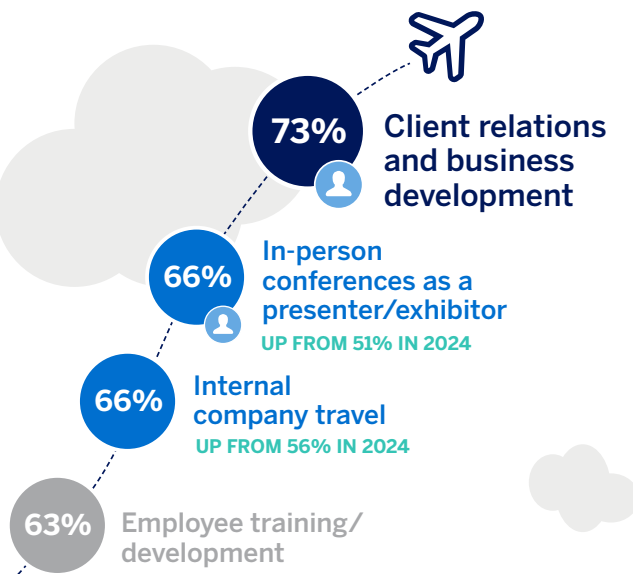 73%
Client relations
and business
development
66%
In-person
conferences as a
presenter/exhibitor
UP FROM 51% IN 2024
66%
Internal
company travel
UP FROM 56% IN 2024
63%
Employee training/
development